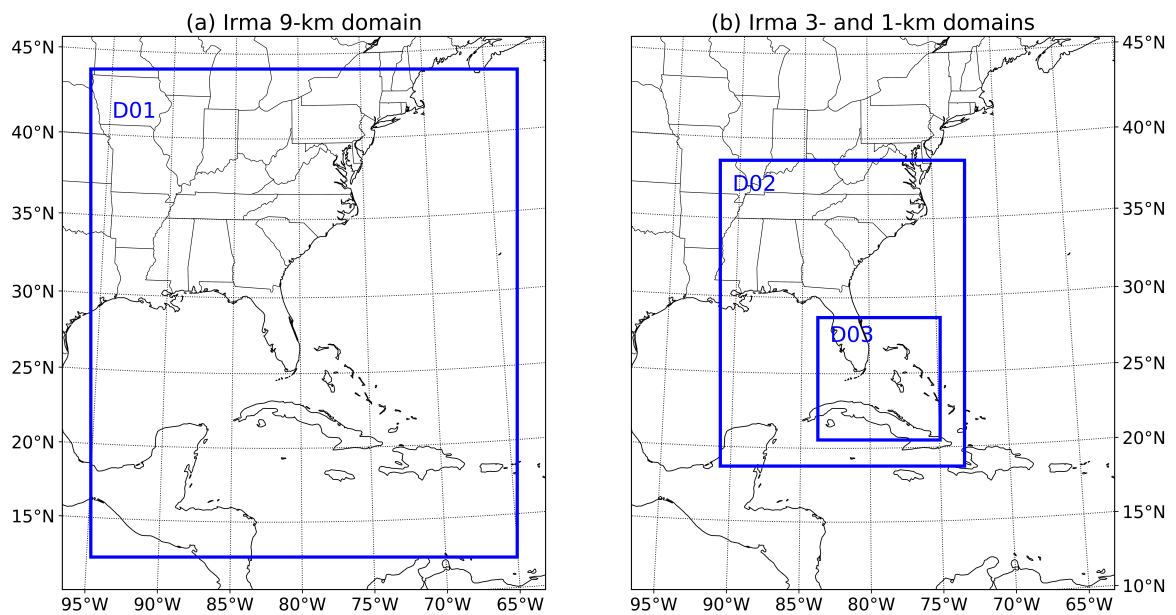 (a) Irma 9-km domain
45°N
40°N
35°N
30°N
25°N
20°N
15°N
D01
95°W 90°W 85°W 80°W 75°W 70°W 65°W
(b) Irma 3- and 1-km domains
D02
D03
45°N
40°N
35°N
30°N
25°N
20°N
15°N
10°N
95°W 90°W 85°W 80°W 75°W 70°W